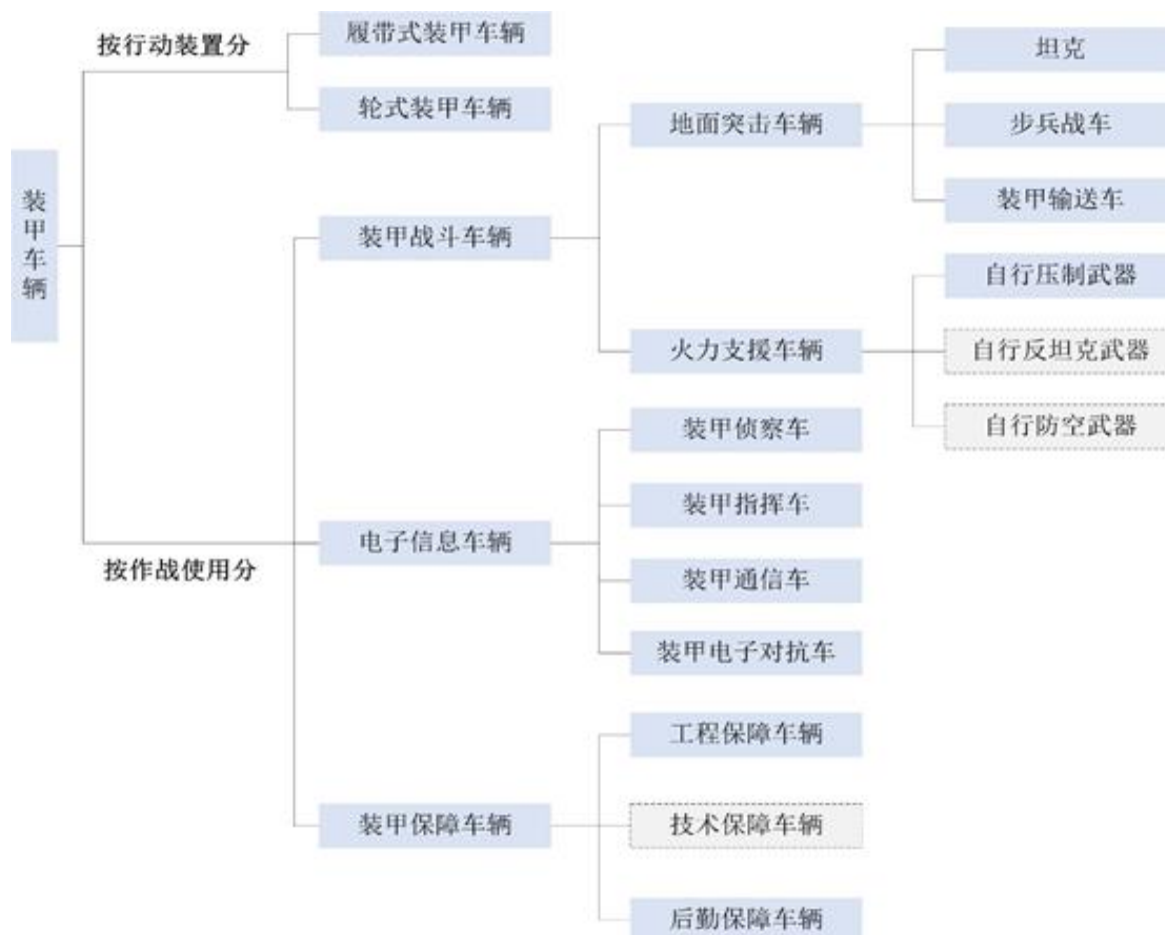 装甲车辆
按行动装置分
履带式装甲车辆
轮式装甲车辆
按作战使用分
装甲战斗车辆
地面突击车辆
坦克
步兵战车
装甲输送车
火力支援车辆
自行压制武器
自行反坦克武器
自行防空武器
电子信息车辆
装甲侦察车
装甲指挥车
装甲通信车
装甲电子对抗车
装甲保障车辆
工程保障车辆
技术保障车辆
后勤保障车辆